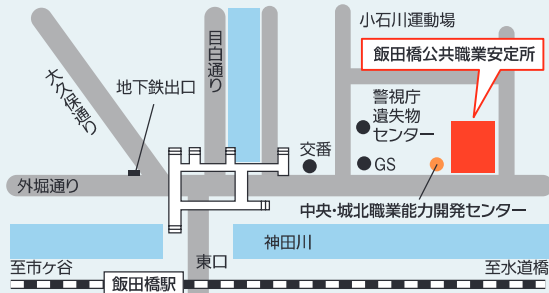 小石川運動場
飯田橋公共職業安定所
目白通り
大久保通り
地下鉄出口
警視庁
遺失物
センター
交番
GS
外堀通り
中央・城北職業能力開発センター
神田川
至市ヶ谷
東口
至水道橋
飯田橋駅